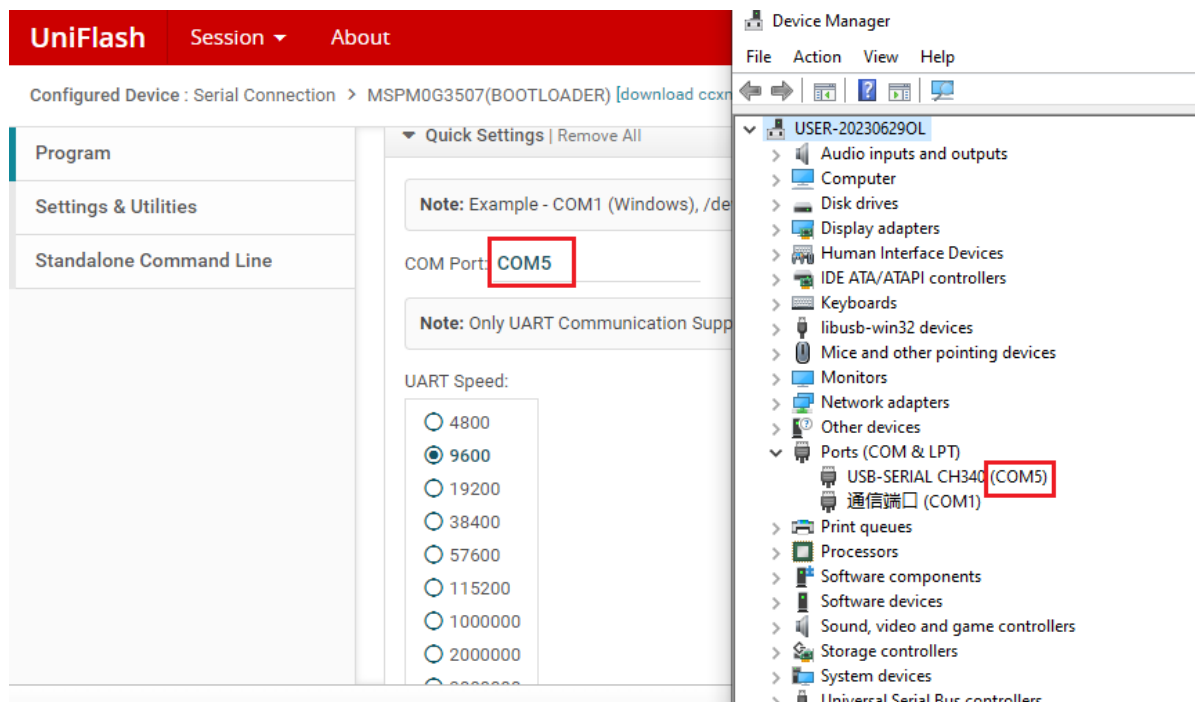 UniFlash Session About
Configured Device : Serial Connection > MSPM0G3507(BOOTLOADER) [download ccxm
Program
Settings & Utilities
Standalone Command Line
Quick Settings | Remove All
Note: Example - COM1 (Windows), /de
COM Port: COM5
Note: Only UART Communication Supp
UART Speed:
4800
9600
19200
38400
57600
115200
1000000
2000000
Device Manager
File Action View Help
USER-20230629OL
Audio inputs and outputs
Computer
Disk drives
Display adapters
Human Interface Devices
IDE ATA/ATAPI controllers
Keyboards
libusb-win32 devices
Mice and other pointing devices
Monitors
Network adapters
Other devices
Ports (COM & LPT)
USB-SERIAL CH340 (COM5)
通信端口 (COM1)
Print queues
Processors
Software components
Software devices
Sound, video and game controllers
Storage controllers
System devices
Universal Serial Bus controllers